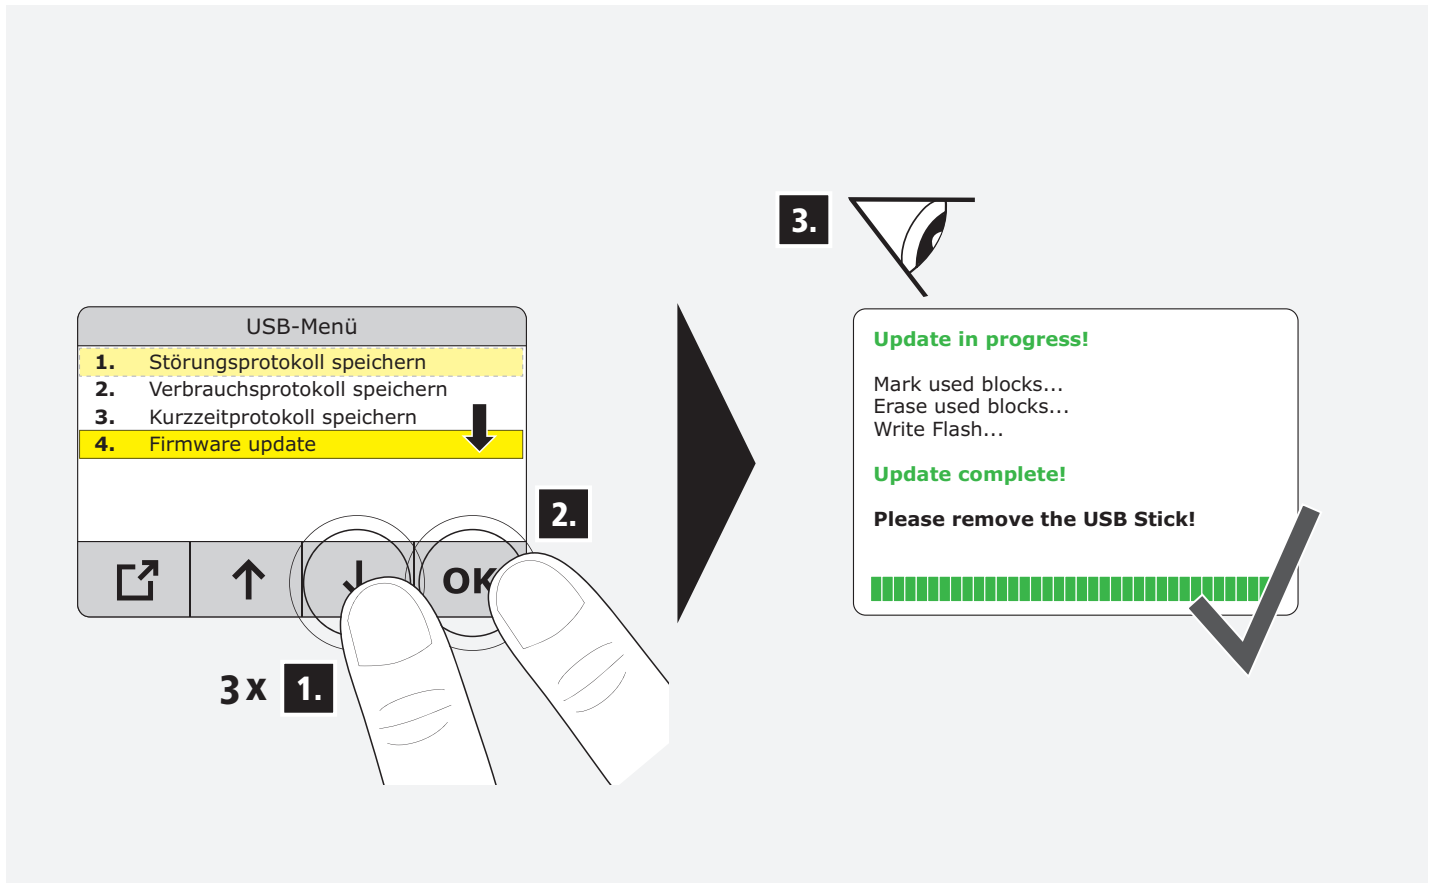 USB-Menü
1. Störungsprotokoll speichern
2. Verbrauchsprotokoll speichern
3. Kurzzeitprotokoll speichern
4. Firmware update
OK
2.
3x 1.
3.
Update in progress!
Mark used blocks...
Erase used blocks...
Write Flash...
Update complete!
Please remove the USB Stick!